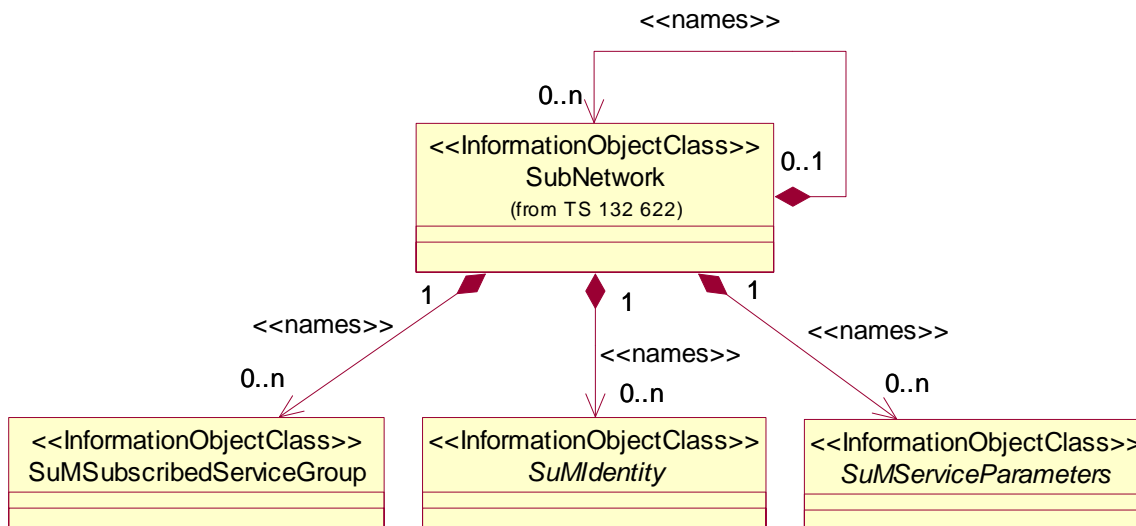 <<names>>
0..n
<<InformationObjectClass>>
SubNetwork
(from TS 132 622)
0..1
1
1
1
<<names>>
<<names>>
<<names>>
0..n
0..n
0..n
<<InformationObjectClass>>
SuMSubscribedServiceGroup
<<InformationObjectClass>>
SuMIdentity
<<InformationObjectClass>>
SuMServiceParameters